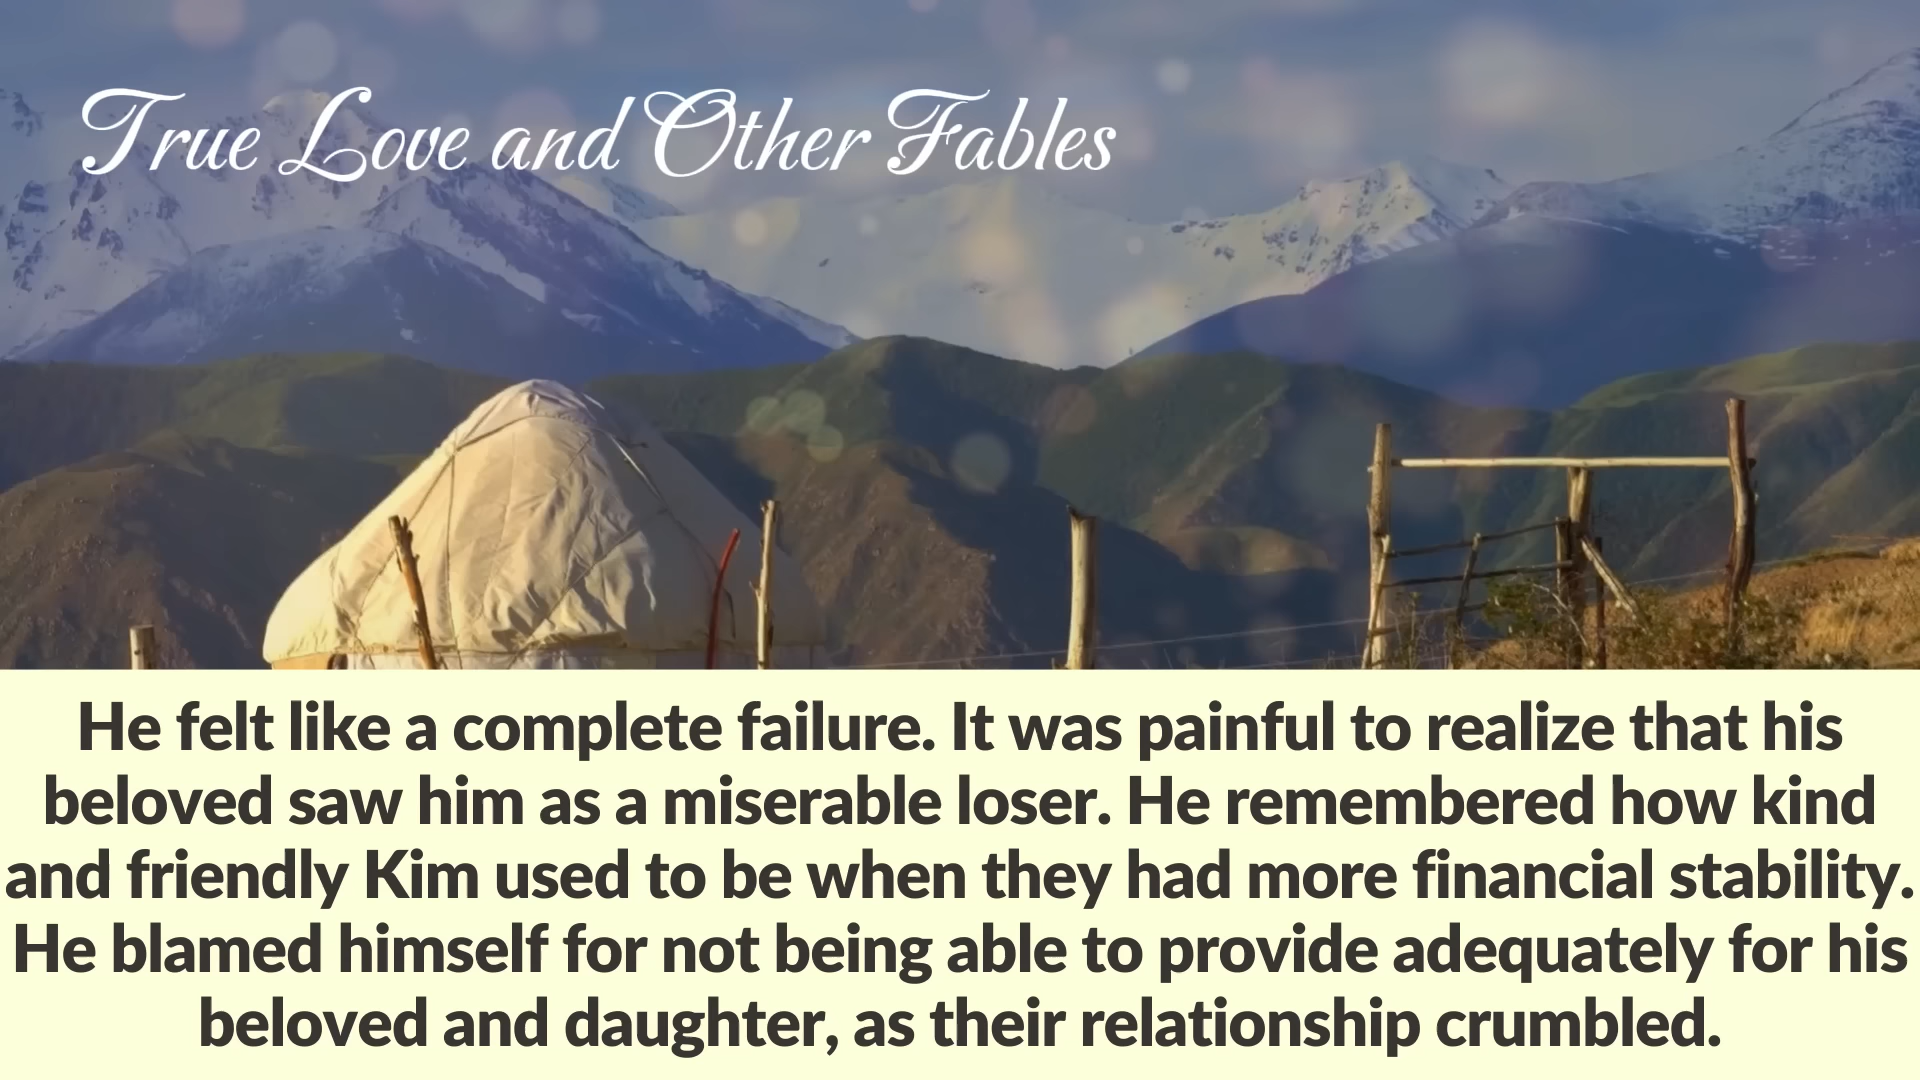 True Love and Other Fables
He felt like a complete failure. It was painful to realize that his
beloved saw him as a miserable loser. He remembered how kind
and friendly Kim used to be when they had more financial stability.
He blamed himself for not being able to provide adequately for his
beloved and daughter, as their relationship crumbled.